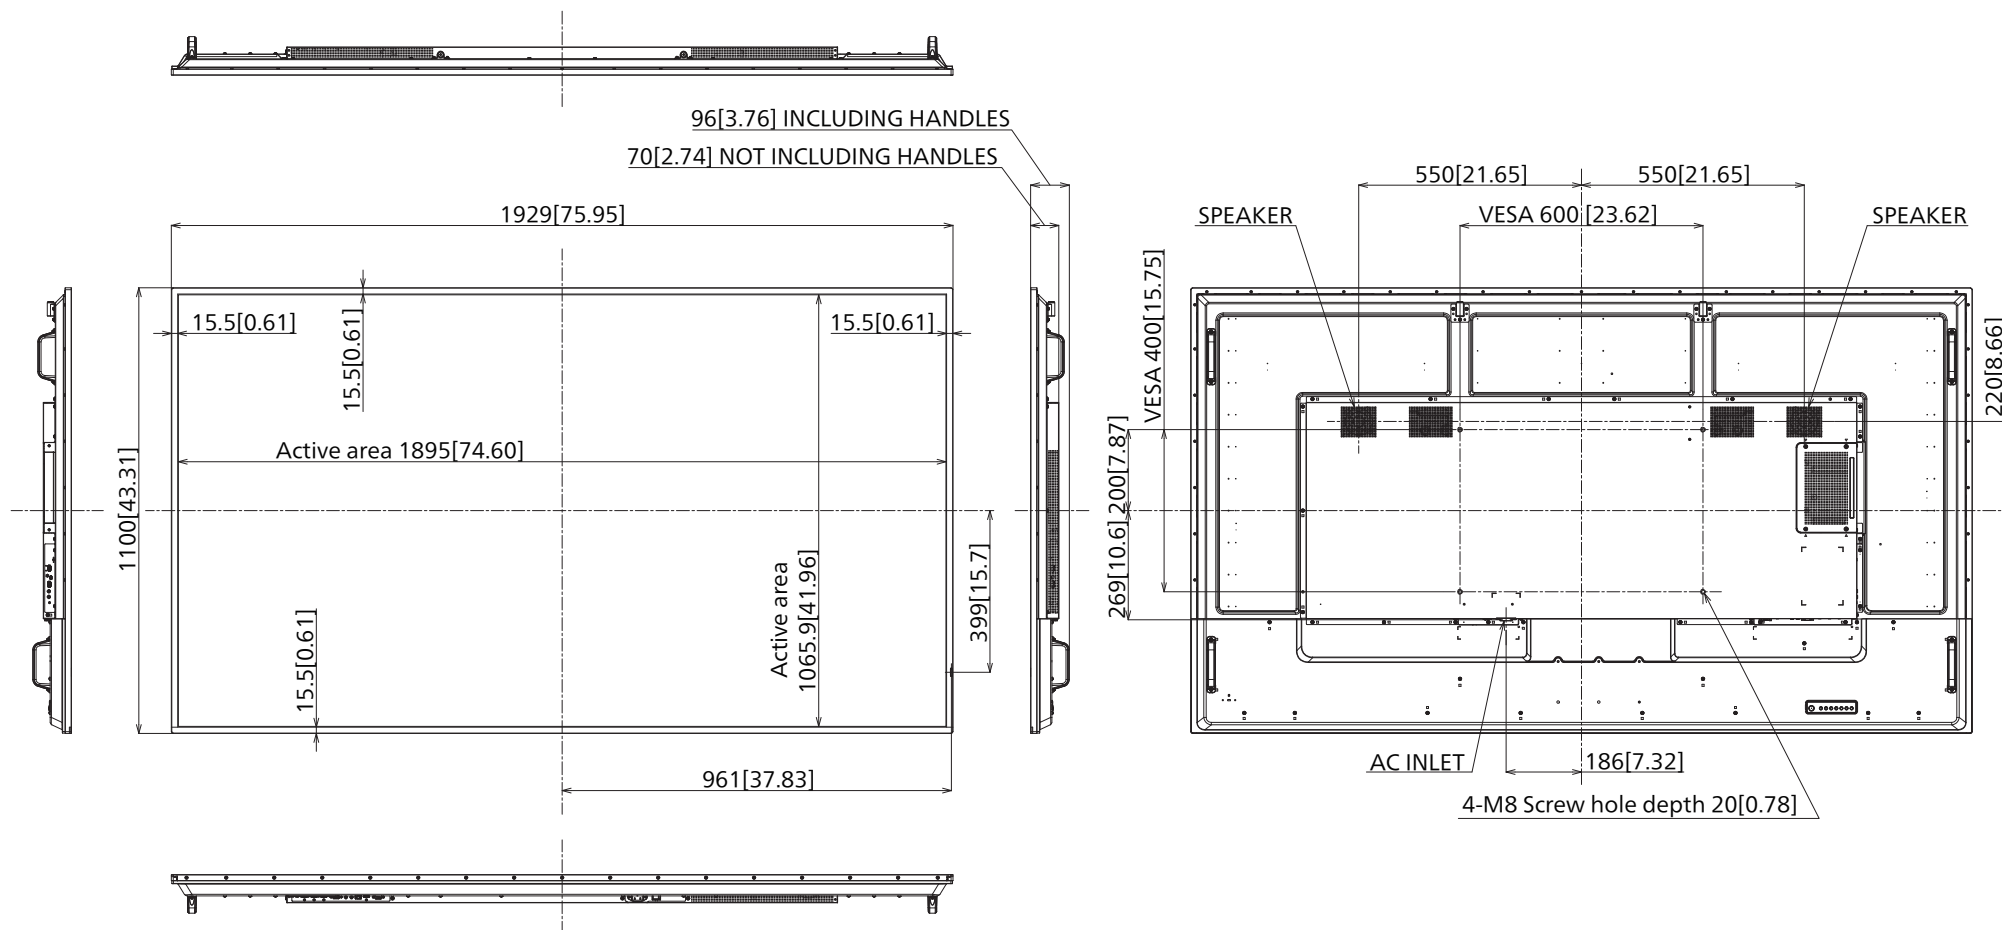 96[3.76] INCLUDING HANDLES
70[2.74] NOT INCLUDING HANDLES
1929[75.95]
15.5[0.61]
15.5[0.61]
15.5[0.61]
Active area 1895[74.60]
1100[43.31]
Active area
1065.9[41.96]
399[15.7]
15.5[0.61]
961[37.83]
550[21.65]
550[21.65]
SPEAKER
VESA 600 [23.62]
SPEAKER
VESA 400[15.75]
220[8.66]
200[7.87]
269[10.6]
AC INLET
186[7.32]
4-M8 Screw hole depth 20[0.78]